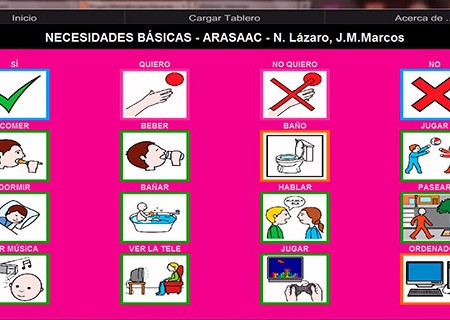 Inicio Cargar Tablero Acerca de ..
NECESIDADES BÁSICAS - ARASAAC - N. Lázaro, J.M.Marcos
SÍ QUIERO NO QUIERO NO
COMER BEBER BAÑO JUGAR
DORMIR BAÑAR HABLAR PASEAR
R MÚSICA VER LA TELE JUGAR ORDENADO